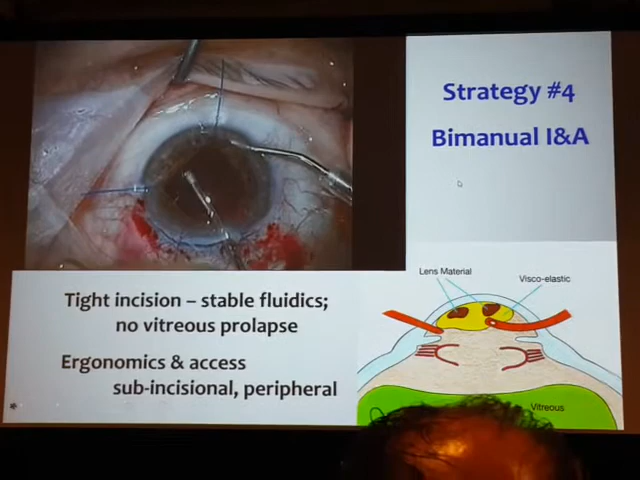 Strategy #4
Bimanual I&A
Tight incision – stable fluidics;
no vitreous prolapse
Ergonomics & access
sub-incisional, peripheral
Lens Material
Visco-elastic
Vitreous
*